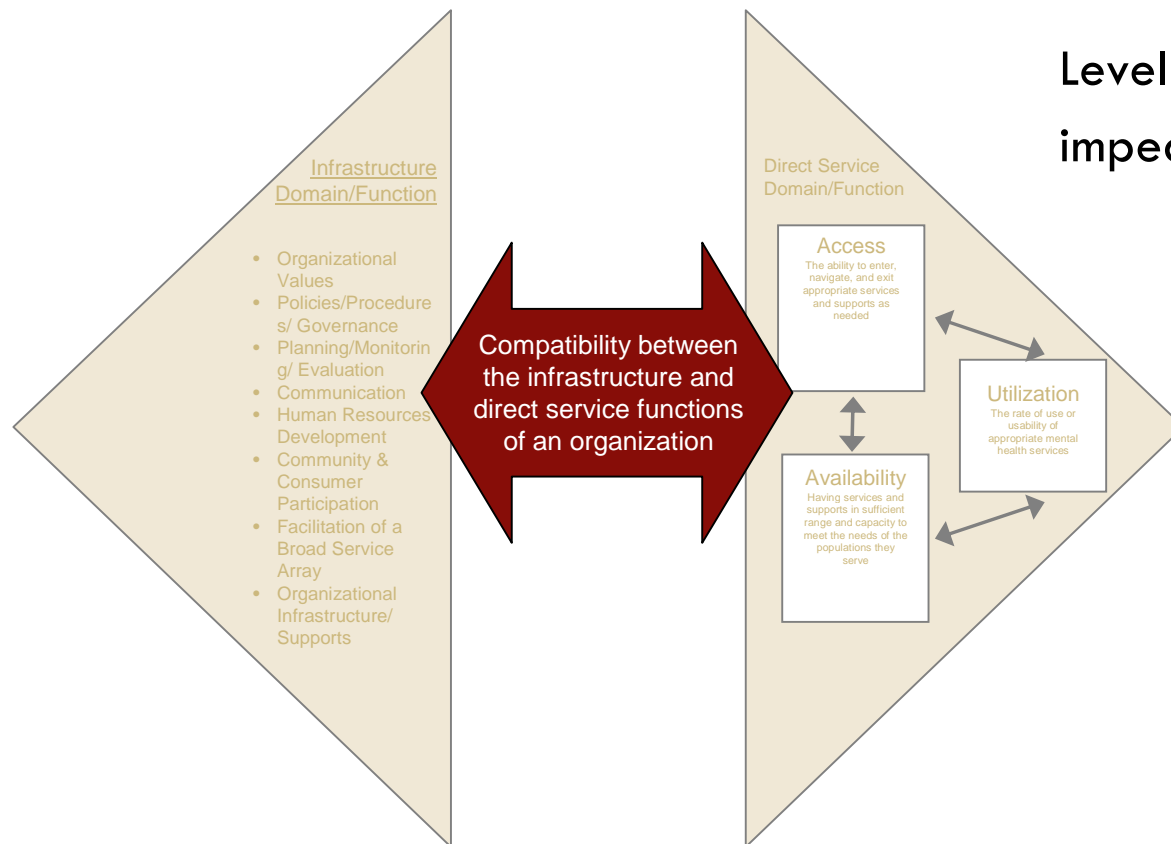 Level
impec
Infrastructure
Domain/Function
• Organizational
Values
• Policies/Procedure
s/ Governance
• Planning/Monitorin
g/ Evaluation
• Communication
• Human Resources
Development
• Community &
Consumer
Participation
• Facilitation of a
Broad Service
Array
• Organizational
Infrastructure/
Supports
Compatibility between
the infrastructure and
direct service functions
of an organization
Direct Service
Domain/Function
Access
The ability to enter,
navigate, and exit
appropriate services
and supports as
needed
Utilization
The rate of use or
usability of
appropriate mental
health services
Availability
Having services and
supports in sufficient
range and capacity to
meet the needs of the
populations they
serve